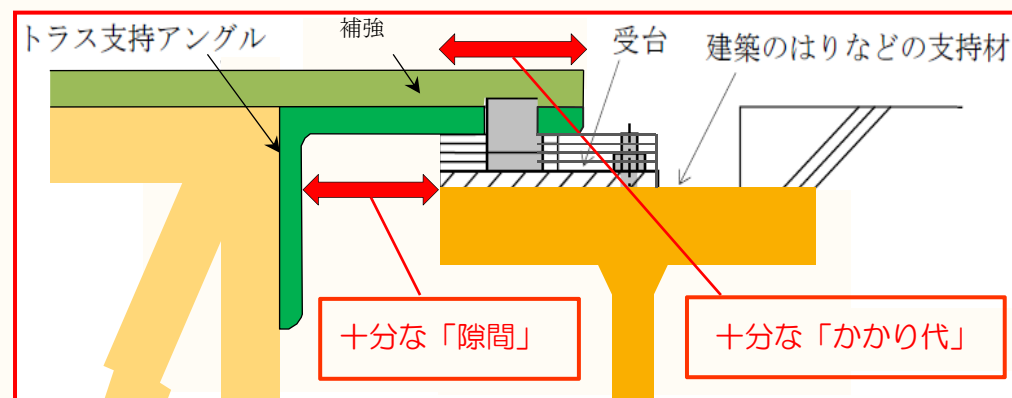 トラス支持アングル
補強
受台
建築のはりなどの支持材
十分な「隙間」
十分な「かかり代」